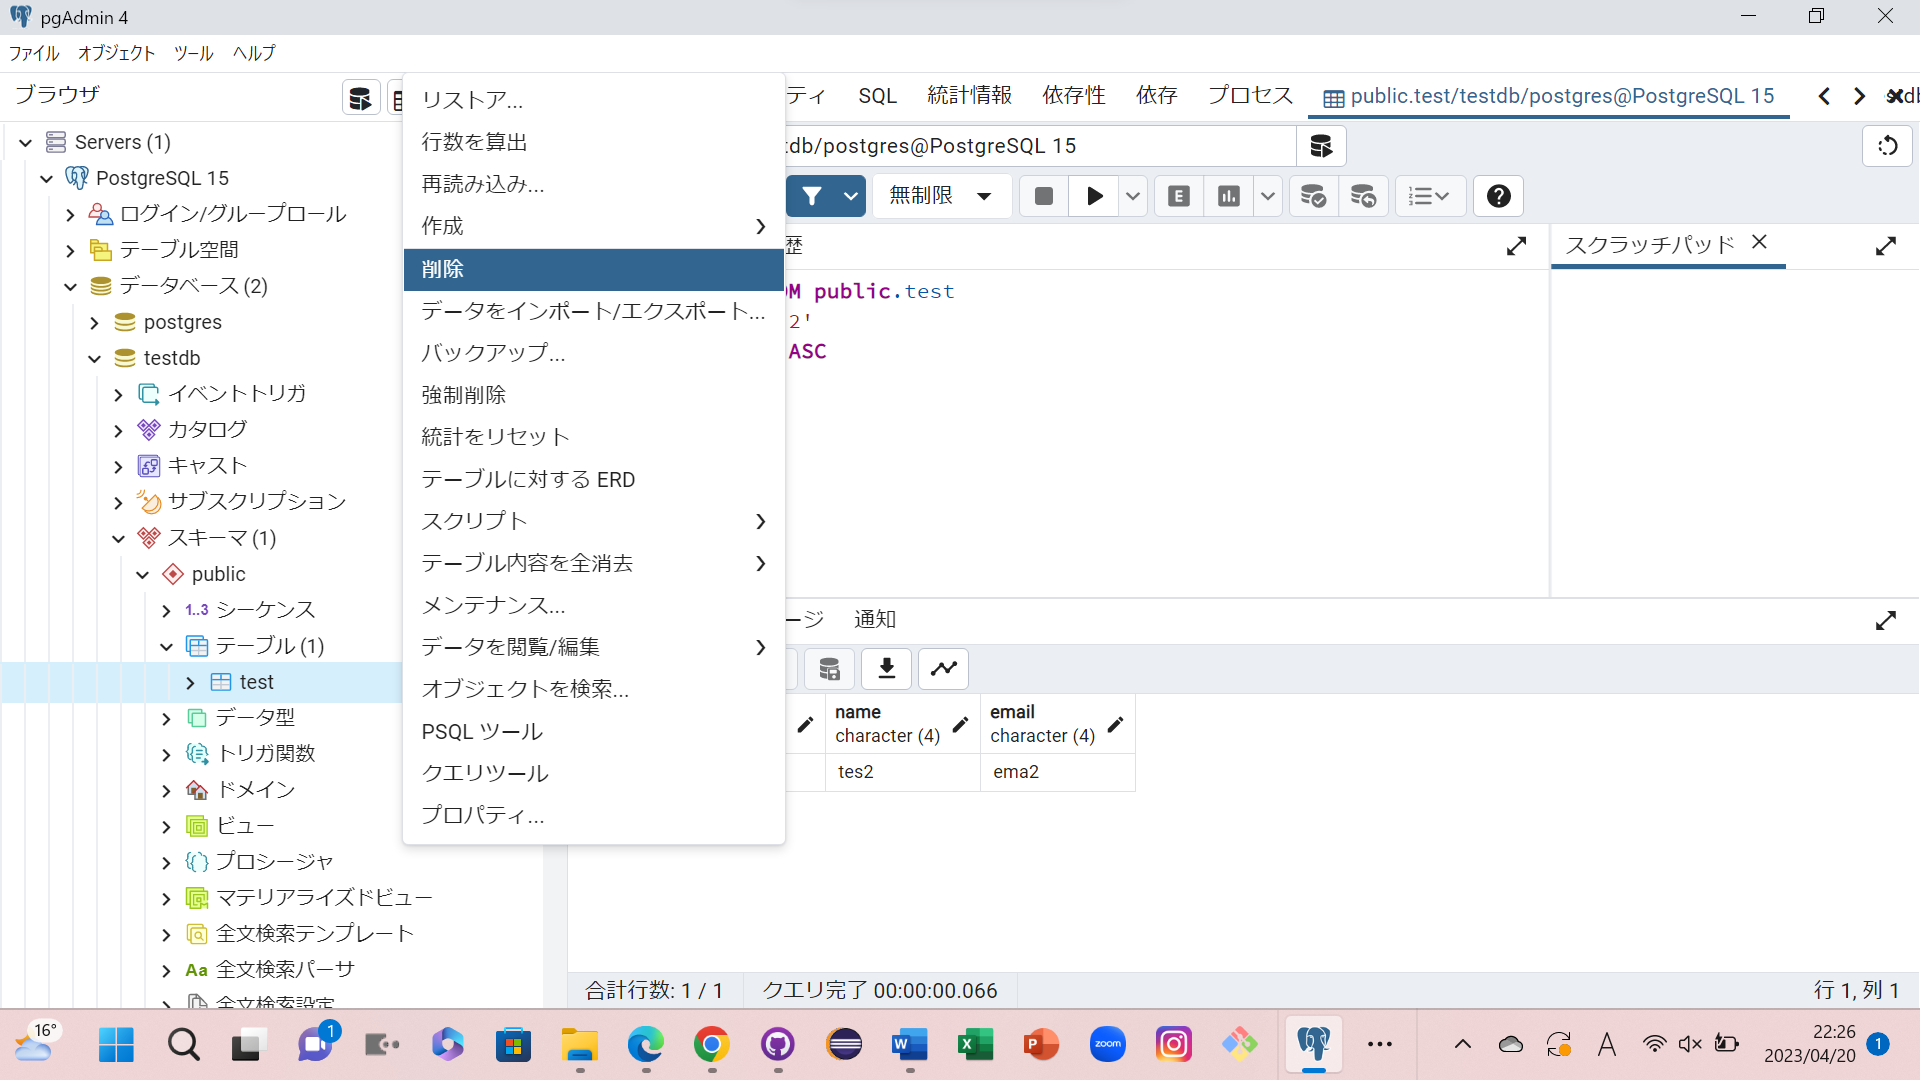 pgAdmin 4
ファイル オブジェクト ツール ヘルプ
ブラウザ
Servers (1)
PostgreSQL 15
ログイン/グループロール
テーブル空間
データベース (2)
postgres
testdb
イベントトリガ
カタログ
キャスト
サブスクリプション
スキーマ (1)
public
1..3 シーケンス
テーブル (1)
test
データ型
トリガ関数
ドメイン
ビュー
プロシージャ
マテリアライズドビュー
全文検索テンプレート
Aa 全文検索パーサ
全文検索設定
リストア...
行数を算出
再読み込み...
作成
削除
データをインポート/エクスポート...
バックアップ...
強制削除
統計をリセット
テーブルに対する ERD
スクリプト
テーブル内容を全消去
メンテナンス...
データを閲覧/編集
オブジェクトを検索...
PSQL ツール
クエリツール
プロパティ...
ティ SQL 統計情報 依存性 依存 プロセス public.test/testdb/postgres@PostgreSQL 15
tdb/postgres@PostgreSQL 15
無制限 E
歴 スクラッチパッド
OM public.test
2'
ASC
ージ 通知
name email
character (4) character (4)
tes2 ema2
合計行数: 1 / 1 クエリ完了 00:00:00.066 行 1, 列 1
16° 1 W X P zoom A 22:26 1
2023/04/20